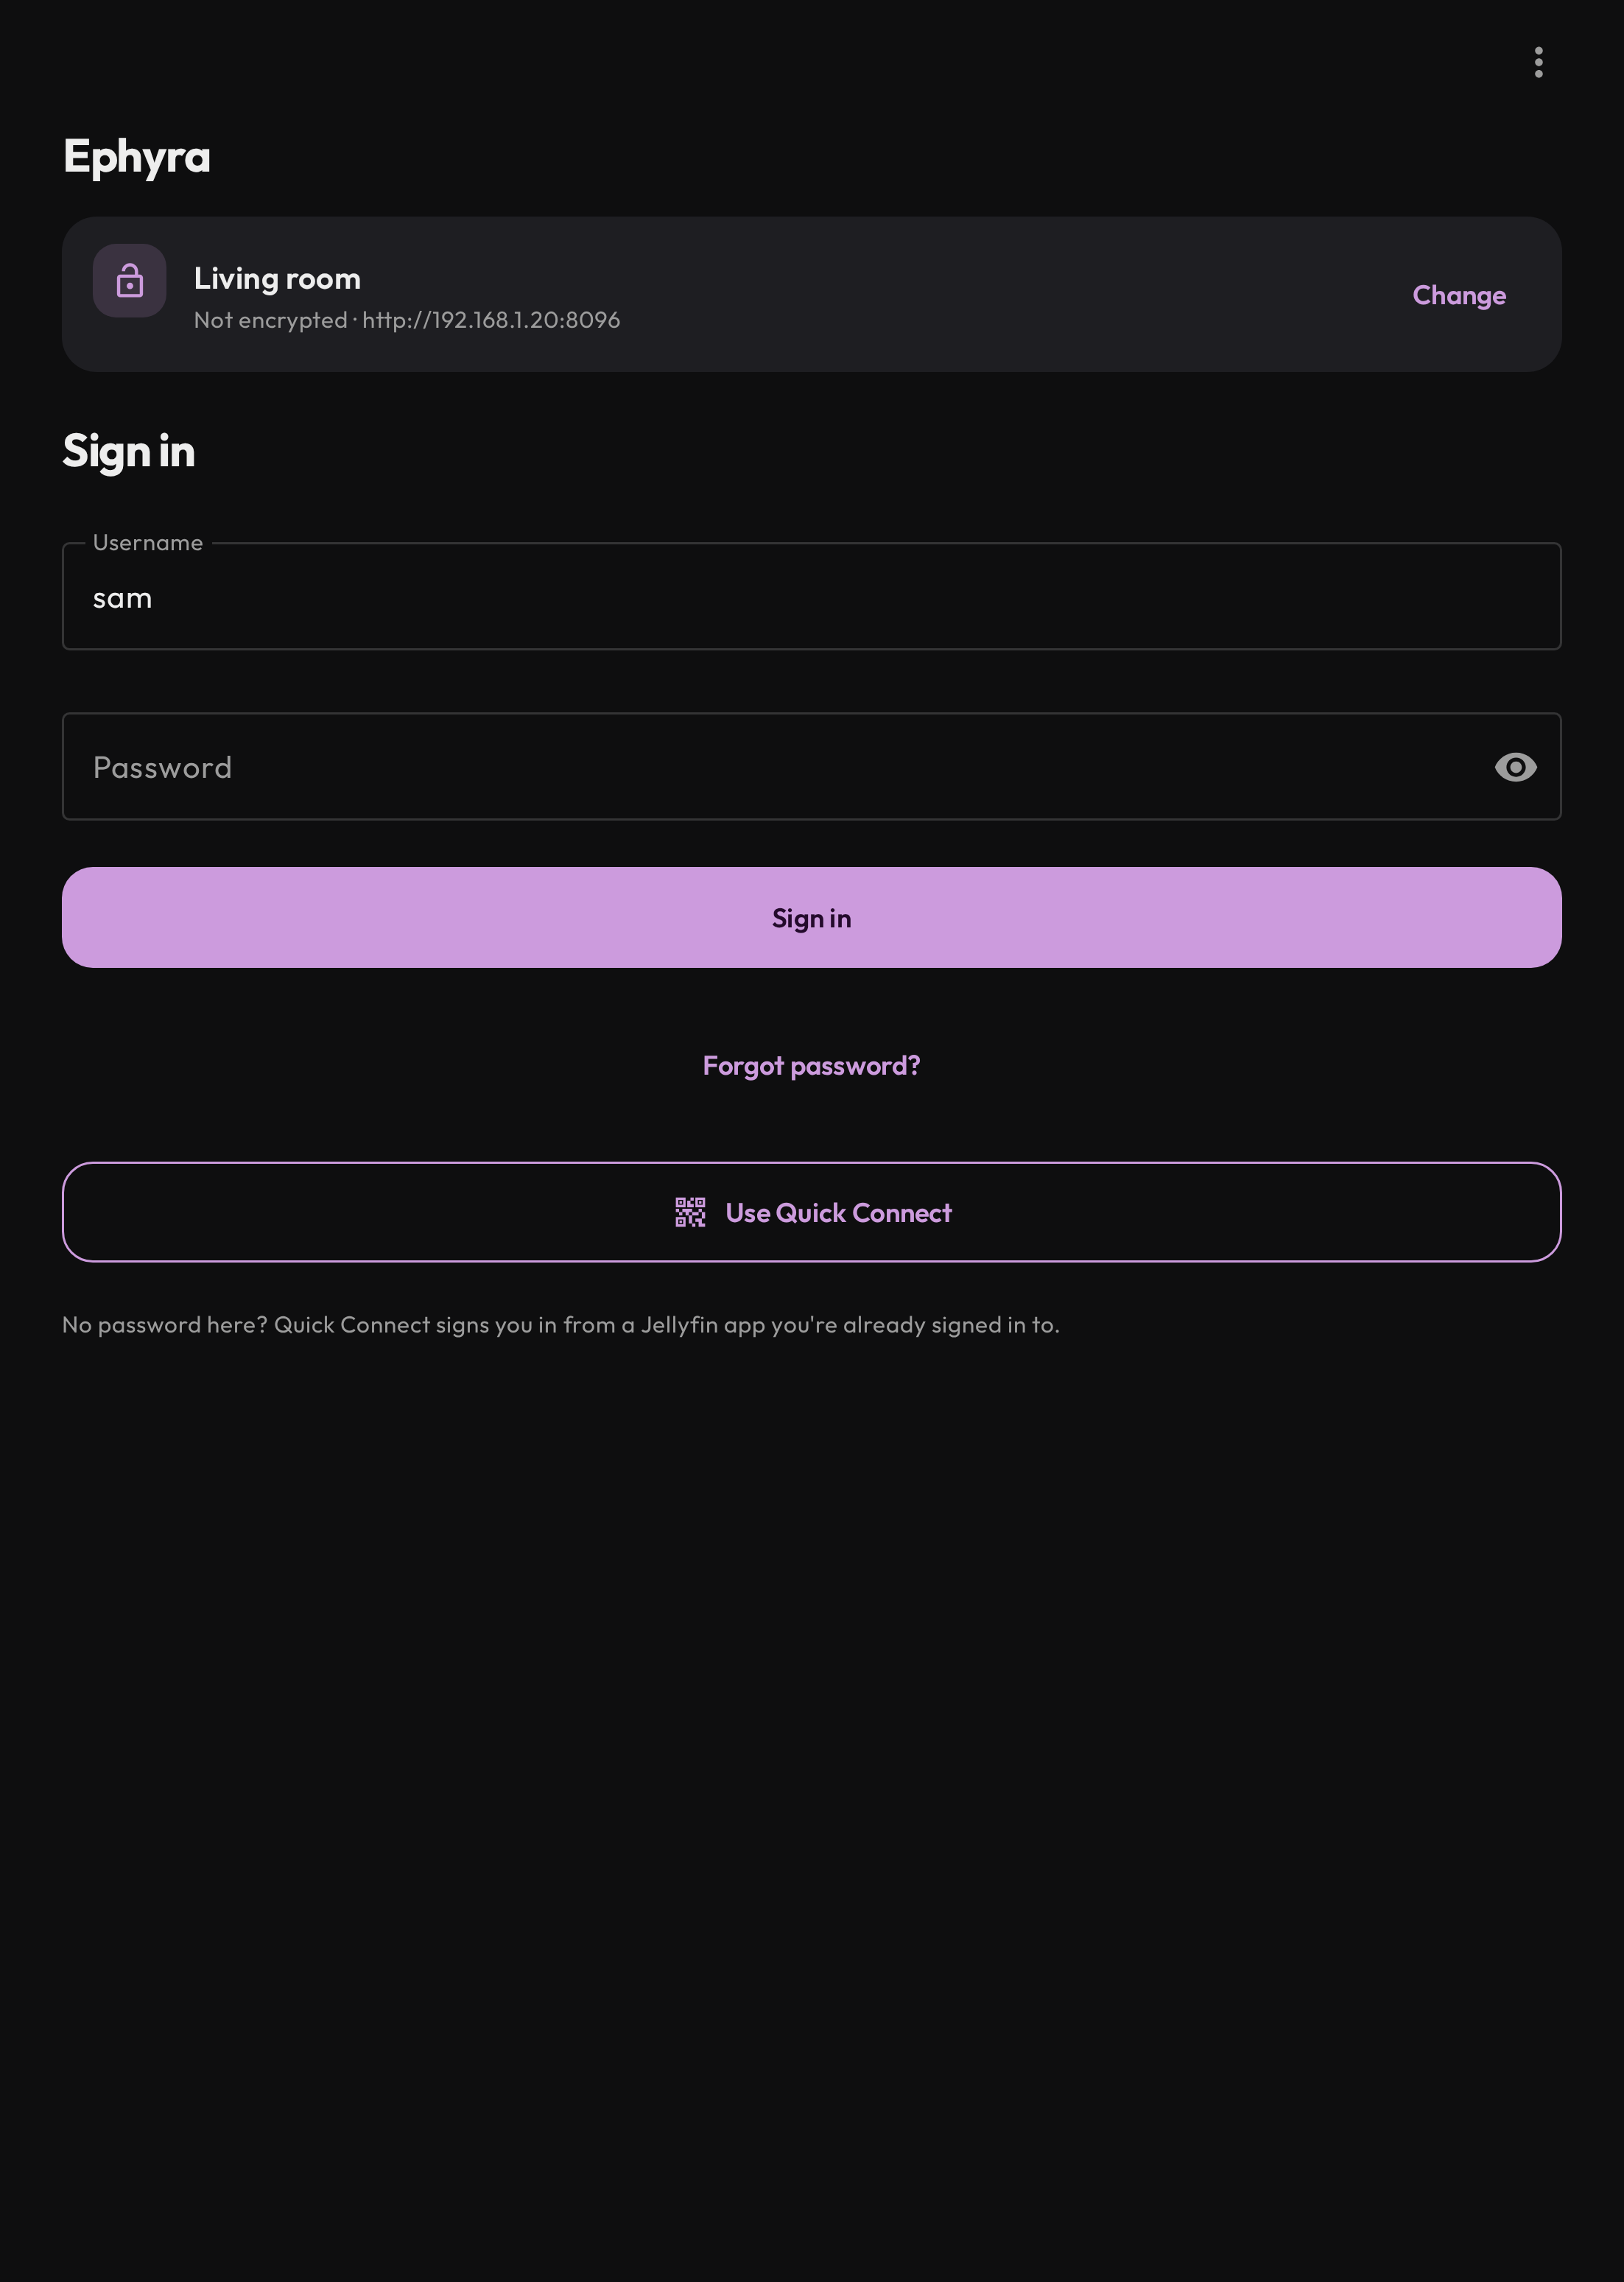 Ephyra
Living room
Not encrypted · http://192.168.1.20:8096
Change
Sign in
Username
sam
Password
Sign in
Forgot password?
Use Quick Connect
No password here? Quick Connect signs you in from a Jellyfin app you're already signed in to.